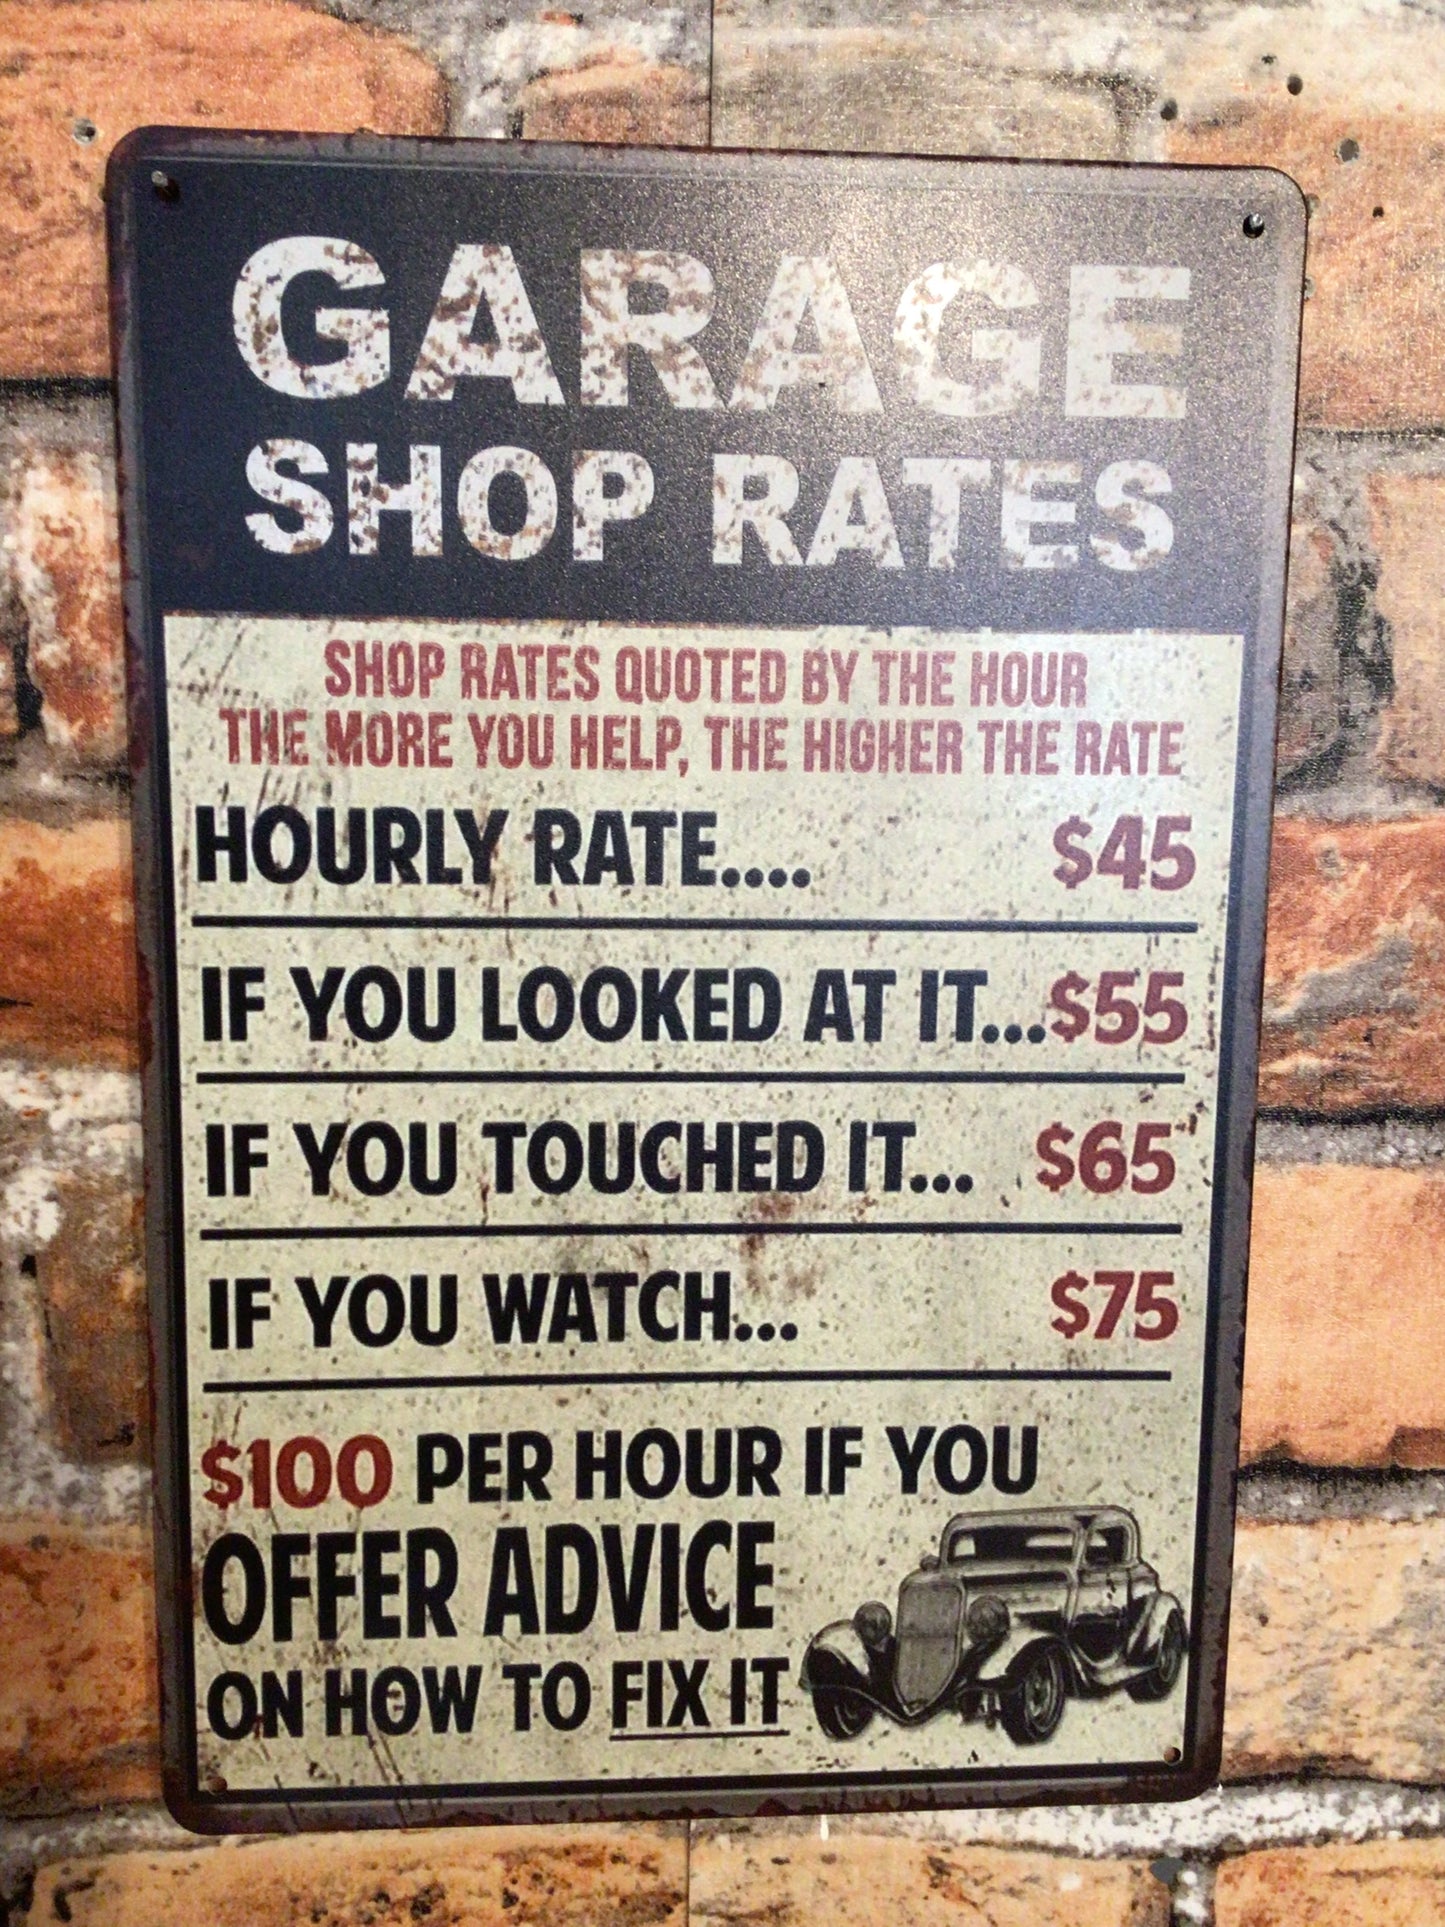 GARAGE
SHOP RATES
SHOP RATES QUOTED BY THE HOUR
THE MORE YOU HELP, THE HIGHER THE RATE
HOURLY RATE.... $45
IF YOU LOOKED AT IT...$55
IF YOU TOUCHED IT... $65
IF YOU WATCH... $75
$100 PER HOUR IF YOU
OFFER ADVICE
ON HOW TO FIX IT